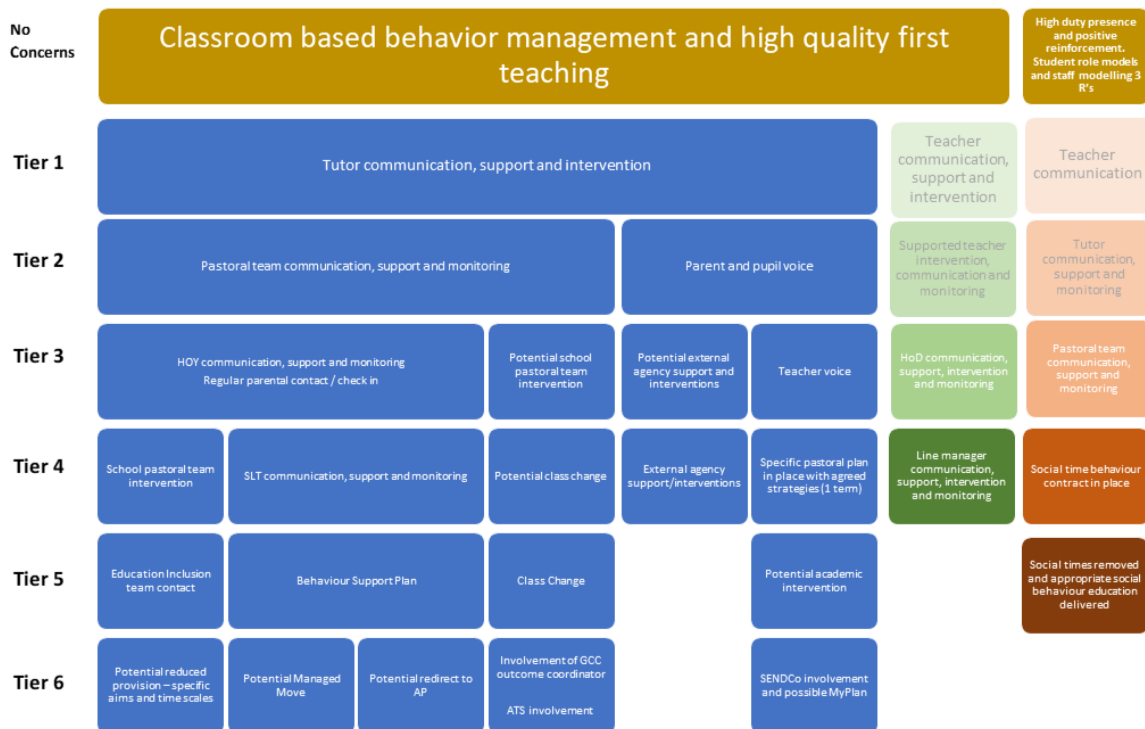 No
Concerns
Classroom based behavior management and high quality first
teaching
High duty presence
and positive
reinforcement.
Student role models
and staff modelling 3
R's
Tier 1
Tutor communication, support and intervention
Teacher
communication,
support and
intervention
Teacher
communication
Tier 2
Pastoral team communication, support and monitoring
Parent and pupil voice
Supported teacher
intervention,
communication and
monitoring
Tutor
communication,
support and
monitoring
Tier 3
HOY communication, support and monitoring
Regular parental contact / check in
Potential school
pastoral team
intervention
Potential external
agency support and
interventions
Teacher voice
HoD communication,
support, intervention
and monitoring
Pastoral team
communication,
support and
monitoring
Tier 4
School pastoral team
intervention
SLT communication, support and monitoring
Potential class change
External agency
support/interventions
Specific pastoral plan
in place with agreed
strategies (1 term)
Line manager
communication,
support, intervention
and monitoring
Social time behaviour
contract in place
Tier 5
Education Inclusion
team contact
Behaviour Support Plan
Class Change
Potential academic
intervention
Social times removed
and appropriate social
behaviour education
delivered
Tier 6
Potential reduced
provision – specific
aims and time scales
Potential Managed
Move
Potential redirect to
AP
Involvement of GCC
outcome coordinator
ATS involvement
SENDCo involvement
and possible MyPlan